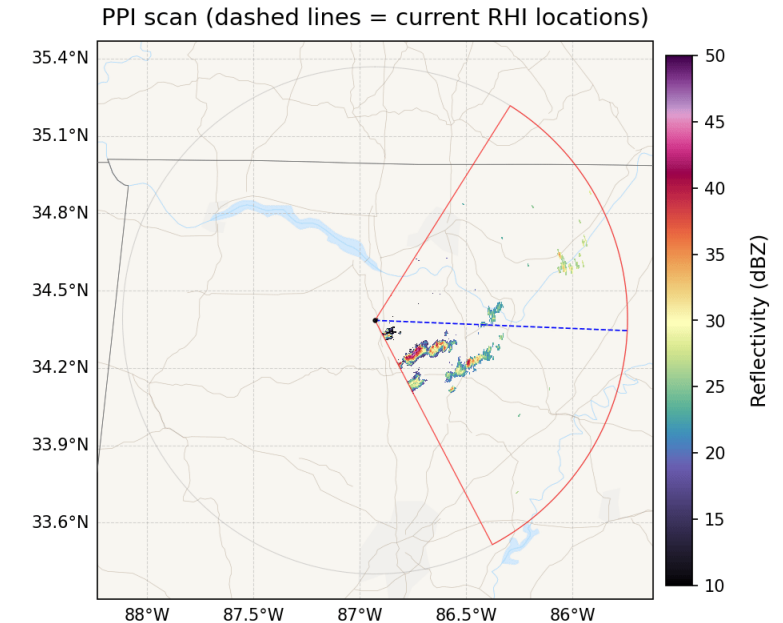 PPI scan (dashed lines = current RHI locations)
35.4°N
35.1°N
34.8°N
34.5°N
34.2°N
33.9°N
33.6°N
88°W 87.5°W 87°W 86.5°W 86°W
50
45
40
35
30
25
20
15
10
Reflectivity (dBZ)